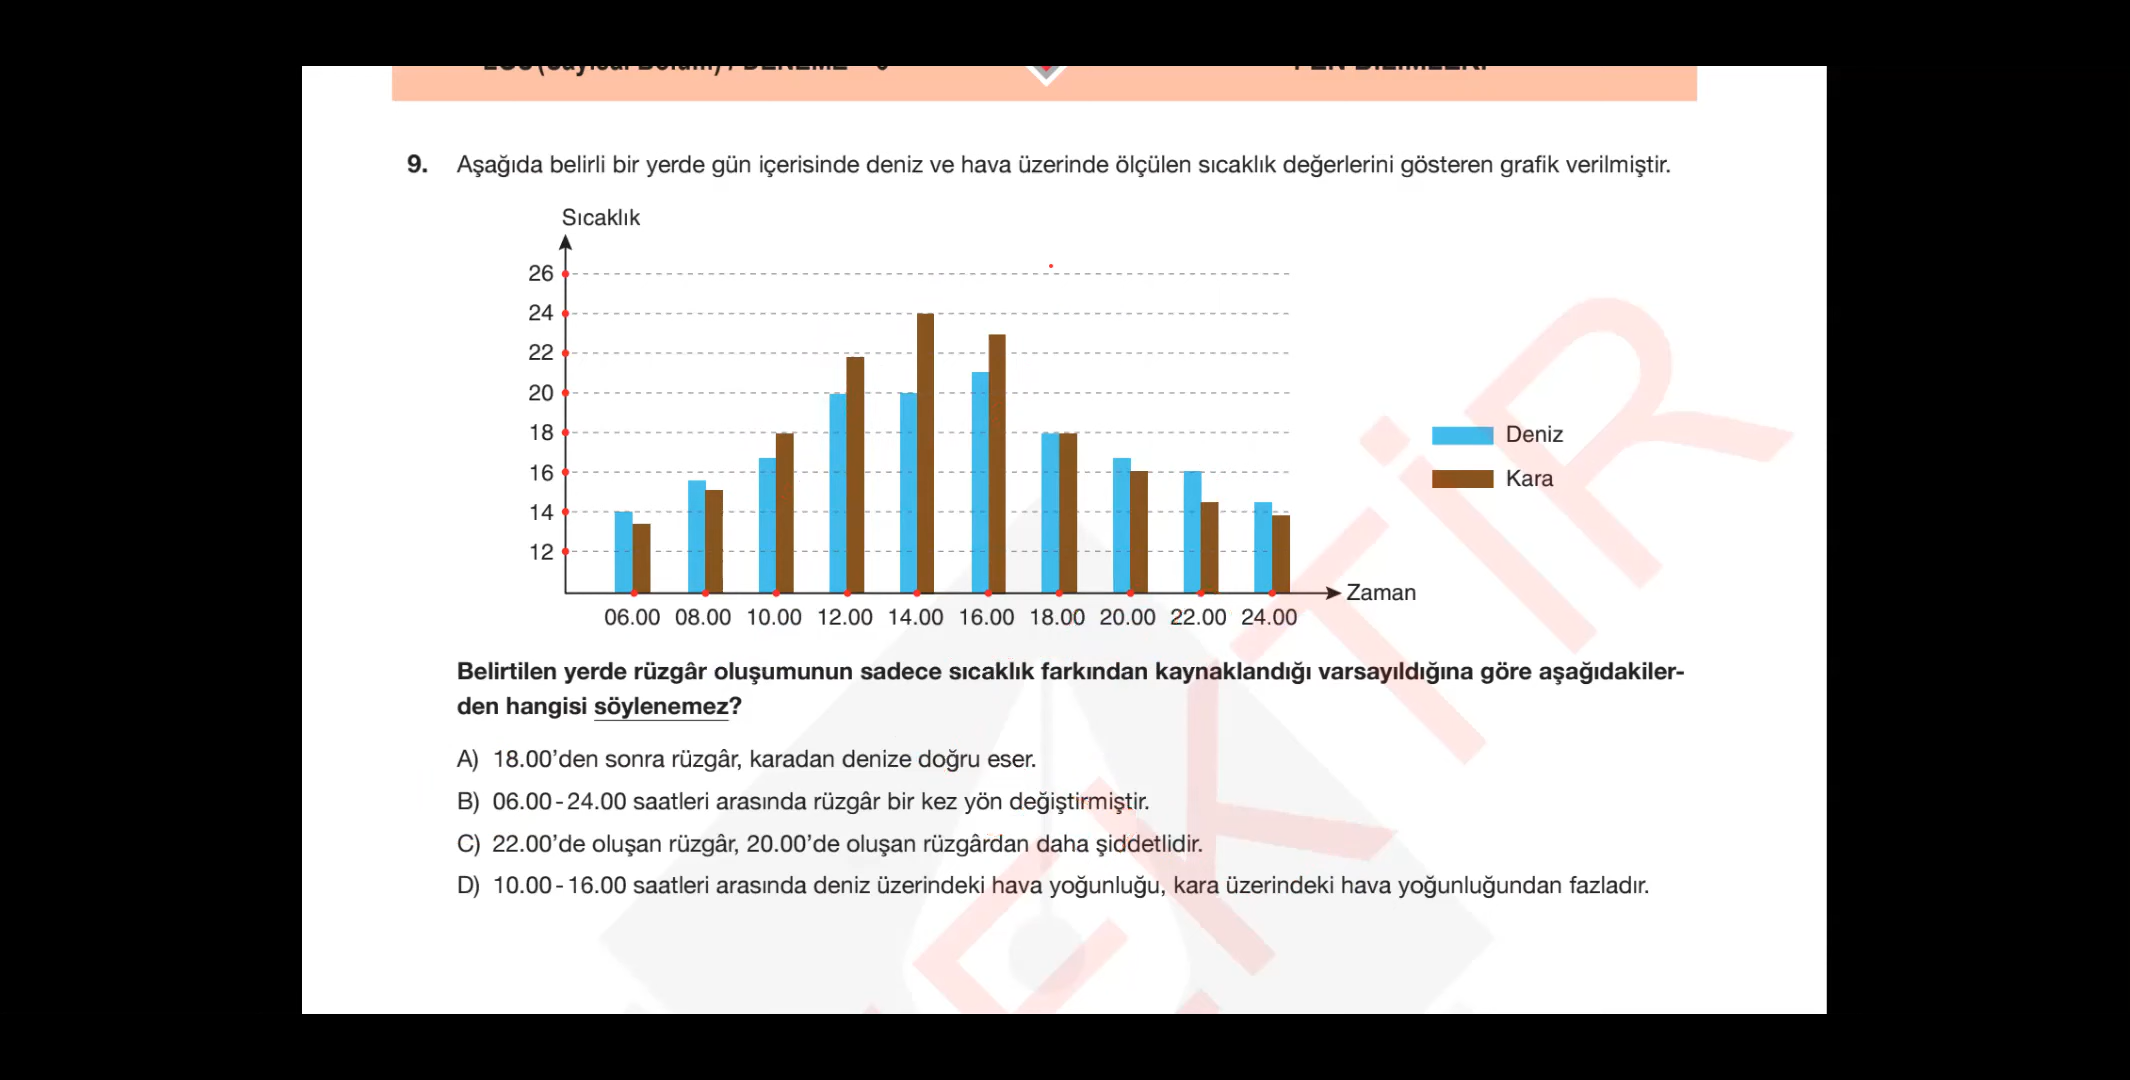 9. Aşağıda belirli bir yerde gün içerisinde deniz ve hava üzerinde ölçülen sıcaklık değerlerini gösteren grafik verilmiştir.
Sıcaklık
26
24
22
20
18
16
14
12
Deniz
Kara
Zaman
06.00 08.00 10.00 12.00 14.00 16.00 18.00 20.00 22.00 24.00
Belirtilen yerde rüzgâr oluşumunun sadece sıcaklık farkından kaynaklandığı varsayıldığına göre aşağıdakiler-
den hangisi söylenemez?
A) 18.00’den sonra rüzgâr, karadan denize doğru eser.
B) 06.00-24.00 saatleri arasında rüzgâr bir kez yön değiştirmiştir.
C) 22.00’de oluşan rüzgâr, 20.00’de oluşan rüzgârdan daha şiddetlidir.
D) 10.00-16.00 saatleri arasında deniz üzerindeki hava yoğunluğu, kara üzerindeki hava yoğunluğundan fazladır.